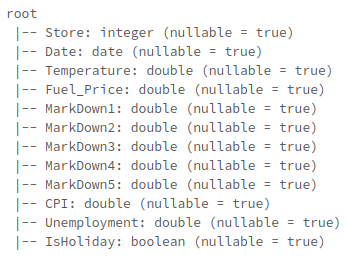 root
 |-- Store: integer (nullable = true)
 |-- Date: date (nullable = true)
 |-- Temperature: double (nullable = true)
 |-- Fuel_Price: double (nullable = true)
 |-- MarkDown1: double (nullable = true)
 |-- MarkDown2: double (nullable = true)
 |-- MarkDown3: double (nullable = true)
 |-- MarkDown4: double (nullable = true)
 |-- MarkDown5: double (nullable = true)
 |-- CPI: double (nullable = true)
 |-- Unemployment: double (nullable = true)
 |-- IsHoliday: boolean (nullable = true)